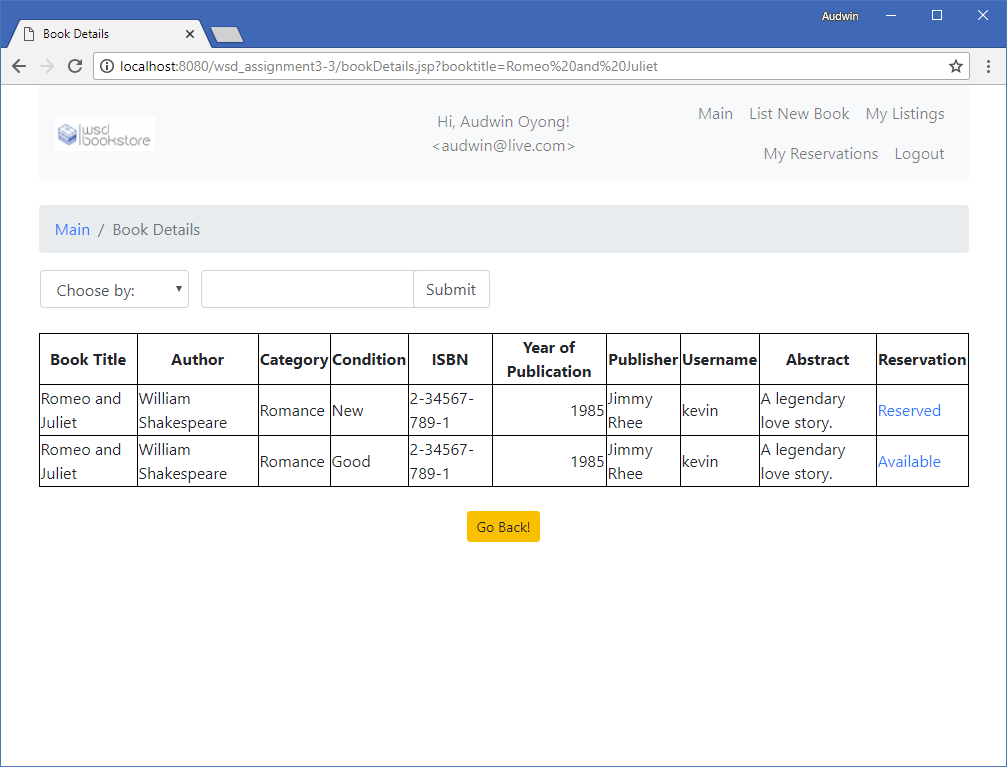 Audwin
Book Details
localhost:8080/wsd_assignment3-3/bookDetails.jsp?booktitle=Romeo%20and%20Juliet
wsd
bookstore
Hi, Audwin Oyong!
<audwin@live.com>
Main List New Book My Listings
My Reservations Logout
Main / Book Details
Choose by: Submit
Book Title Author Category Condition ISBN Year of Publication Publisher Username Abstract Reservation
Romeo and Juliet William Shakespeare Romance New 2-34567-789-1 1985 Jimmy Rhee kevin A legendary love story. Reserved
Romeo and Juliet William Shakespeare Romance Good 2-34567-789-1 1985 Jimmy Rhee kevin A legendary love story. Available
Go Back!